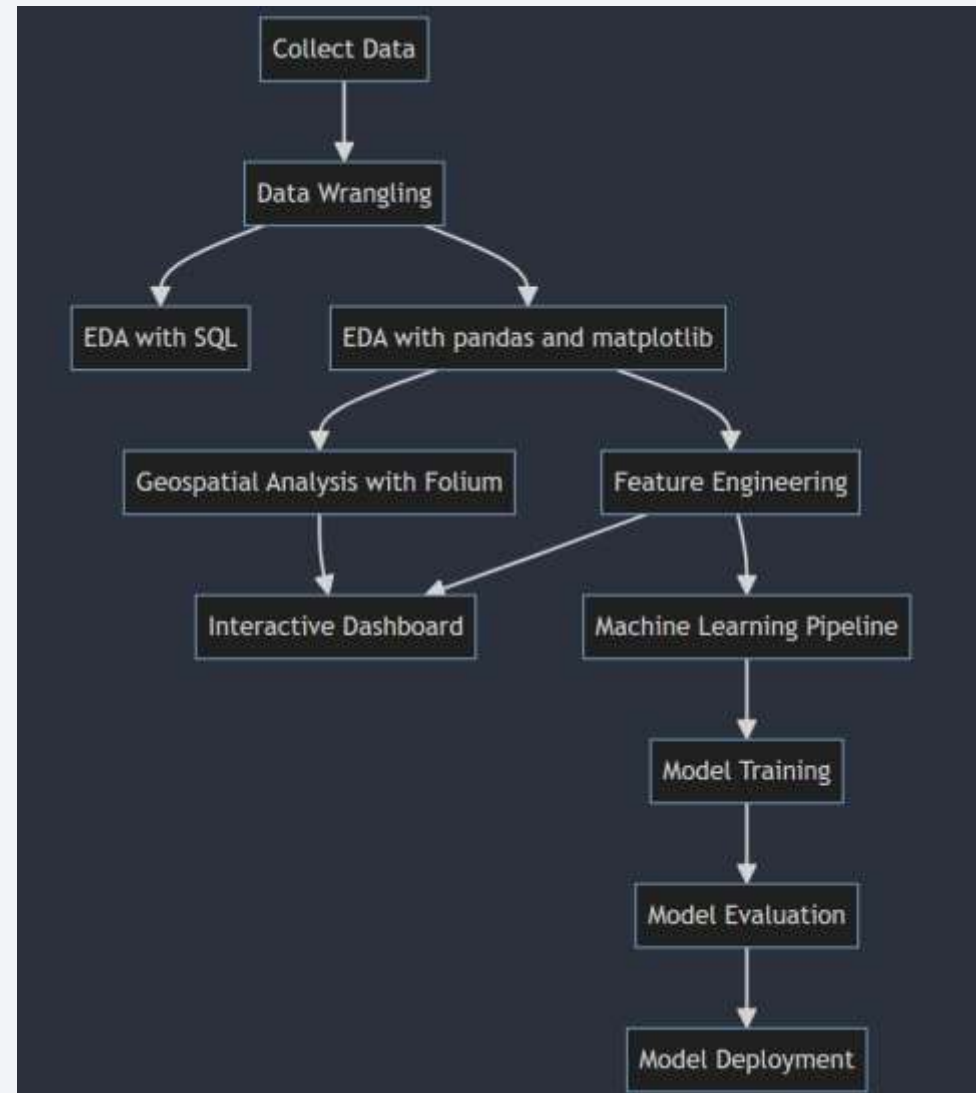 Collect Data
Data Wrangling
EDA with SQL
EDA with pandas and matplotlib
Geospatial Analysis with Folium
Feature Engineering
Interactive Dashboard
Machine Learning Pipeline
Model Training
Model Evaluation
Model Deployment